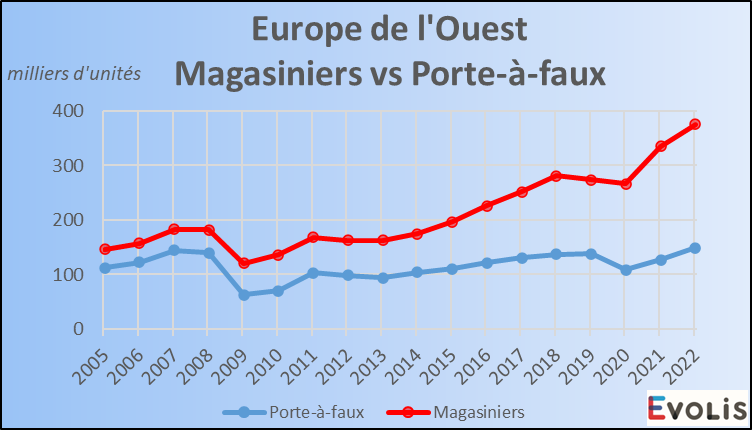 Europe de l'Ouest
Magasiniers vs Porte-à-faux
milliers d'unités
400
300
200
100
0
2005 2006 2007 2008 2009 2010 2011 2012 2013 2014 2015 2016 2017 2018 2019 2020 2021 2022
Porte-à-faux Magasiniers
EVOLIS